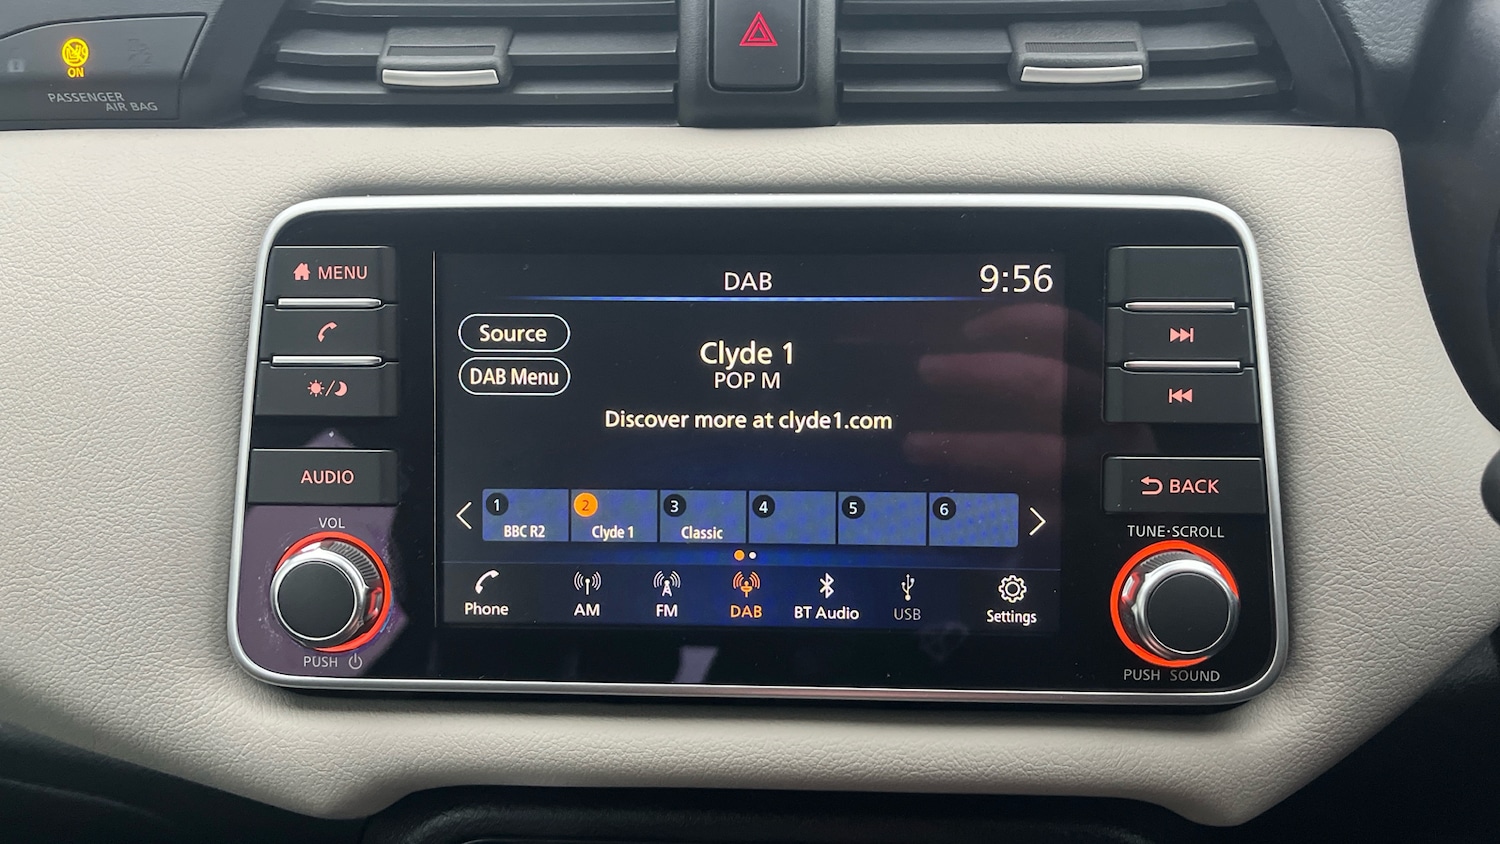 ON
PASSENGER
AIR BAG
MENU
AUDIO
VOL
PUSH
DAB
9:56
Source
DAB Menu
Clyde 1
POP M
Discover more at clyde1.com
1
BBC R2
2
Clyde 1
3
Classic
4
5
6
Phone
AM
FM
DAB
BT Audio
USB
Settings
BACK
TUNE·SCROLL
PUSH SOUND